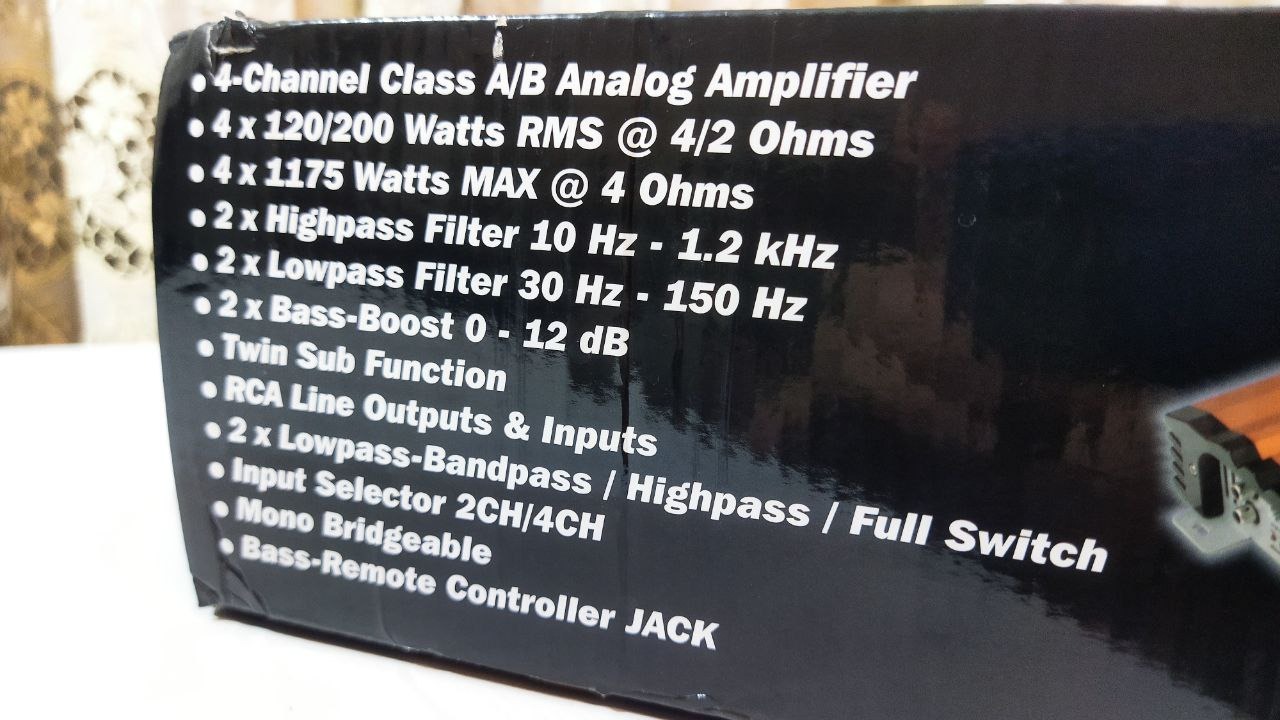 • 4-Channel Class A/B Analog Amplifier
• 4 x 120/200 Watts RMS @ 4/2 Ohms
• 4 x 1175 Watts MAX @ 4 Ohms
• 2 x Highpass Filter 10 Hz - 1.2 kHz
• 2 x Lowpass Filter 30 Hz - 150 Hz
• 2 x Bass-Boost 0 - 12 dB
• Twin Sub Function
• RCA Line Outputs & Inputs
• 2 x Lowpass-Bandpass / Highpass / Full Switch
• Input Selector 2CH/4CH
• Mono Bridgeable
• Bass-Remote Controller JACK